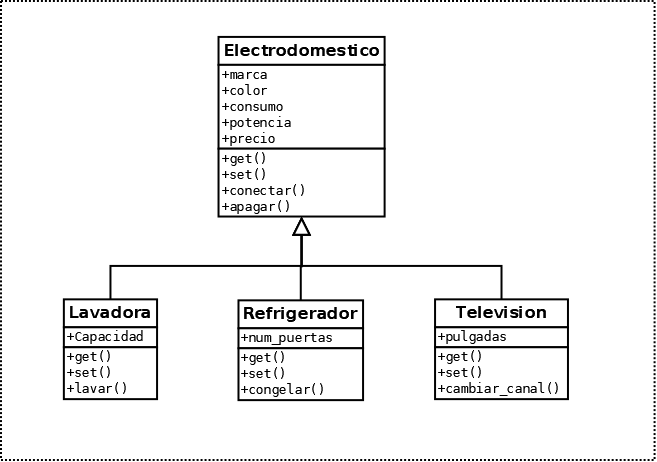 Electrodomestico
+marca
+color
+consumo
+potencia
+precio
+get()
+set()
+conectar()
+apagar()
Lavadora
+Capacidad
+get()
+set()
+lavar()
Refrigerador
+num_puertas
+get()
+set()
+congelar()
Television
+pulgadas
+get()
+set()
+cambiar_canal()